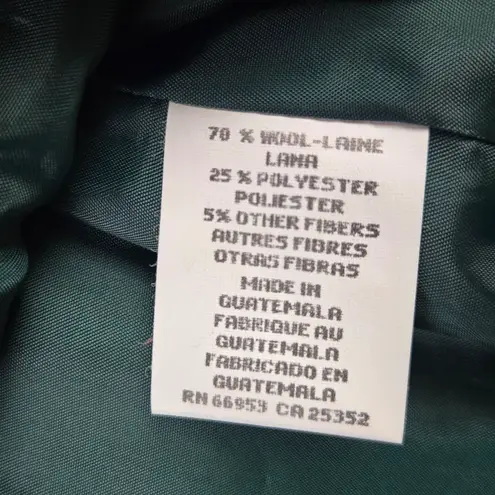 70 % WOOL-LAINE
LANA
25 % POLYESTER
POLIESTER
5% OTHER FIBERS
AUTRES FIBRES
OTRAS FIBRAS
MADE IN
GUATEMALA
FABRIQUE AU
GUATEMALA
FABRICADO EN
GUATEMALA
RN 66953 CA 25352